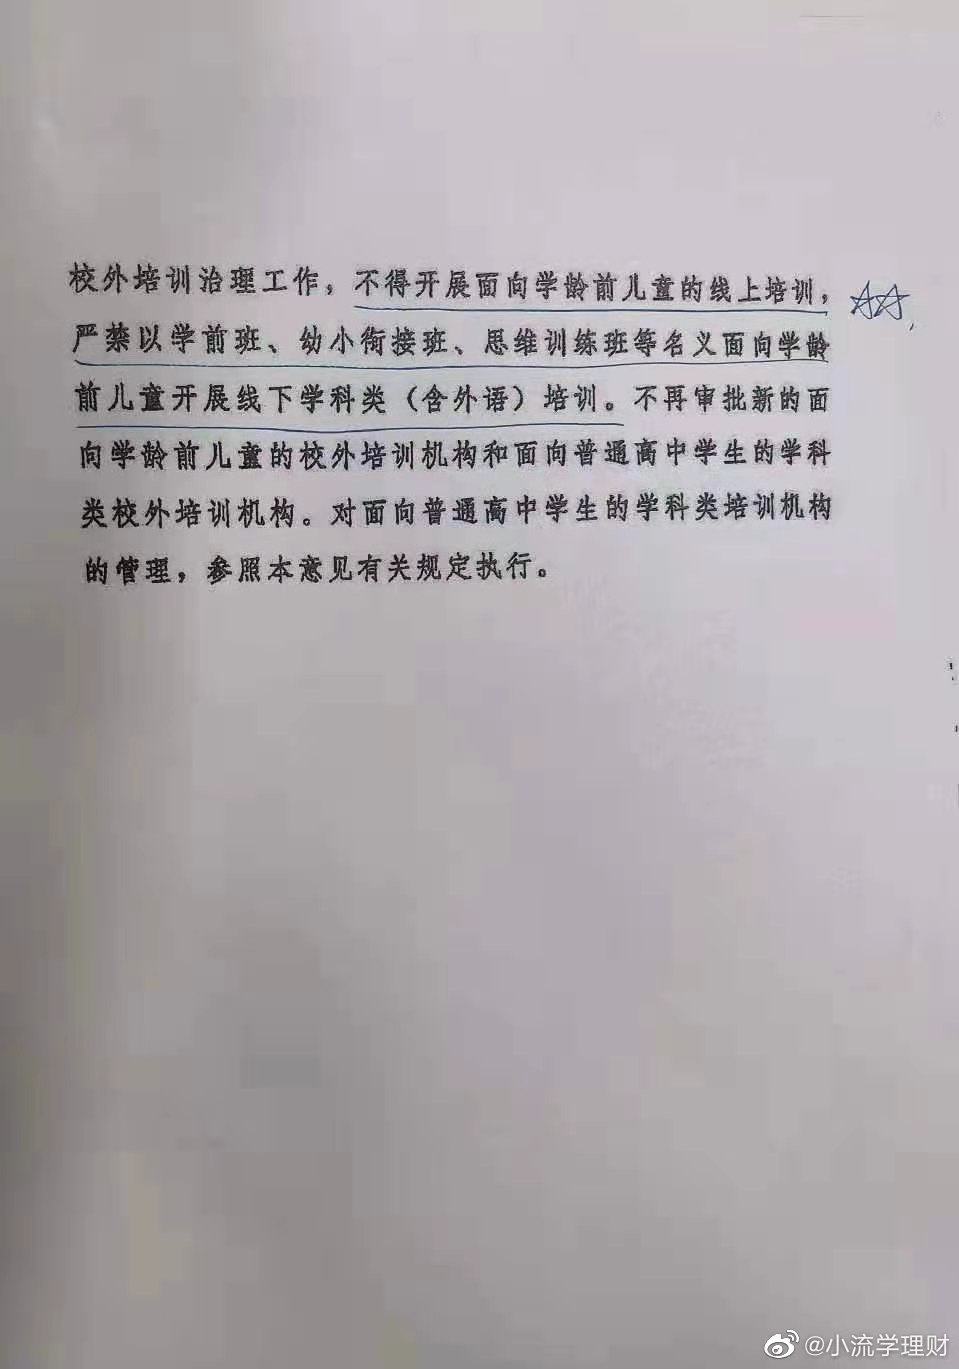 校外培训治理工作，不得开展面向学龄前儿童的线上培训，
严禁以学前班、幼小衔接班、思维训练班等名义面向学龄
前儿童开展线下学科类（含外语）培训。不再审批新的面
向学龄前儿童的校外培训机构和面向普通高中学生的学科
类校外培训机构。对面向普通高中学生的学科类培训机构
的管理，参照本意见有关规定执行。
@小流学理财